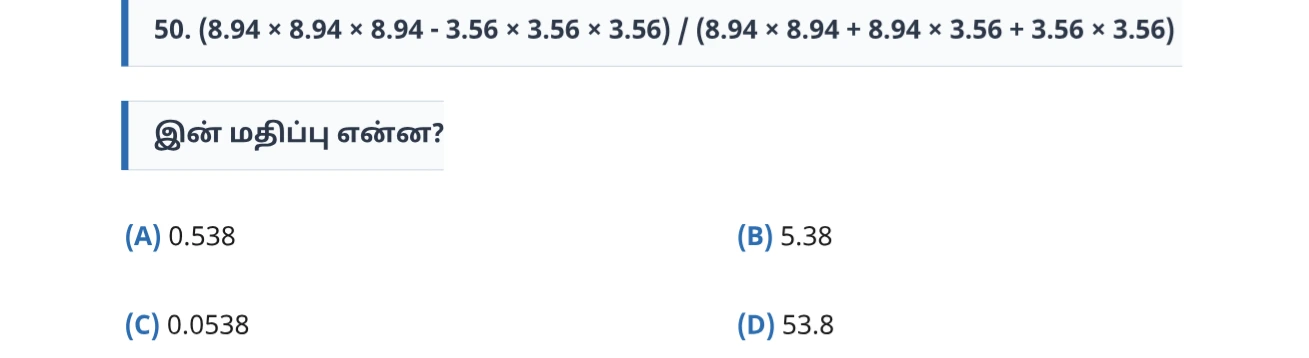 50. (8.94 × 8.94 × 8.94 - 3.56 × 3.56 × 3.56) / (8.94 × 8.94 + 8.94 × 3.56 + 3.56 × 3.56)
இன் மதிப்பு என்ன?
(A) 0.538 (B) 5.38
(C) 0.0538 (D) 53.8